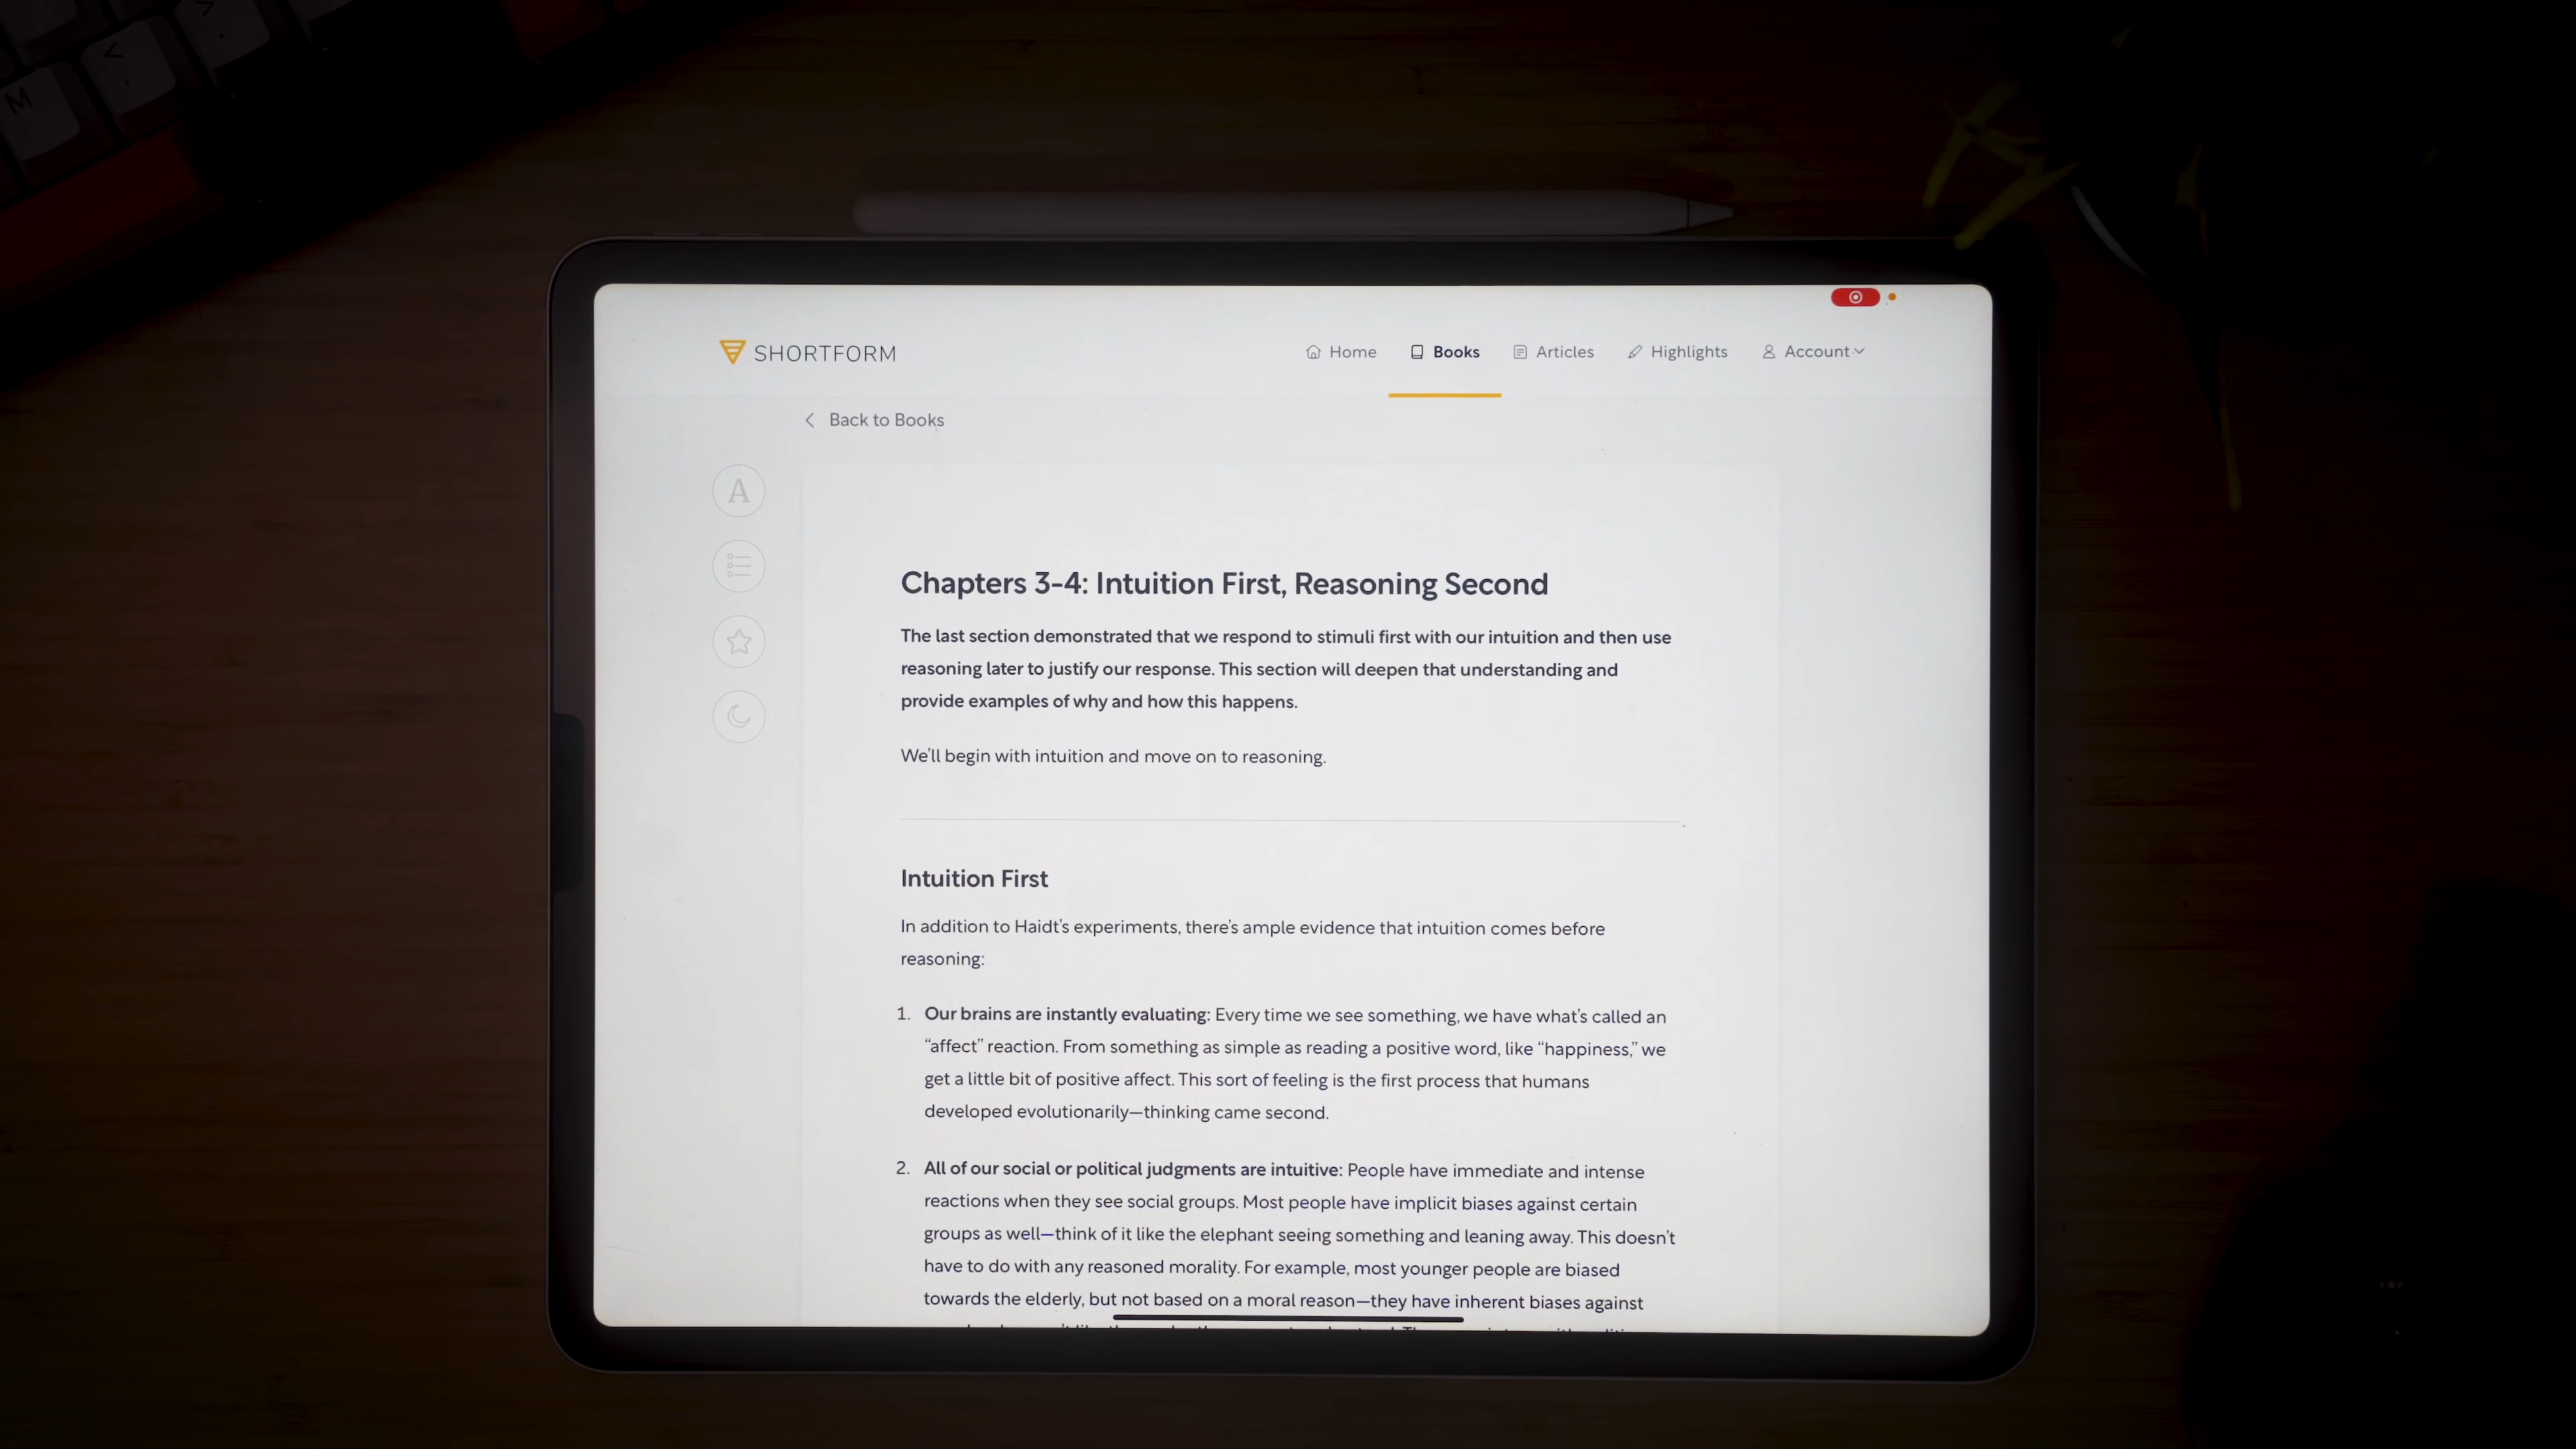 <
>
M
SHORTFORM
Home
Books
Articles
Highlights
Account
Back to Books
A
Chapters 3-4: Intuition First, Reasoning Second
The last section demonstrated that we respond to stimuli first with our intuition and then use
reasoning later to justify our response. This section will deepen that understanding and
provide examples of why and how this happens.
We'll begin with intuition and move on to reasoning.
Intuition First
In addition to Haidt's experiments, there's ample evidence that intuition comes before
reasoning:
1. Our brains are instantly evaluating: Every time we see something, we have what's called an
“affect” reaction. From something as simple as reading a positive word, like “happiness,” we
get a little bit of positive affect. This sort of feeling is the first process that humans
developed evolutionarily—thinking came second.
2. All of our social or political judgments are intuitive: People have immediate and intense
reactions when they see social groups. Most people have implicit biases against certain
groups as well—think of it like the elephant seeing something and leaning away. This doesn't
have to do with any reasoned morality. For example, most younger people are biased
towards the elderly, but not based on a moral reason—they have inherent biases against